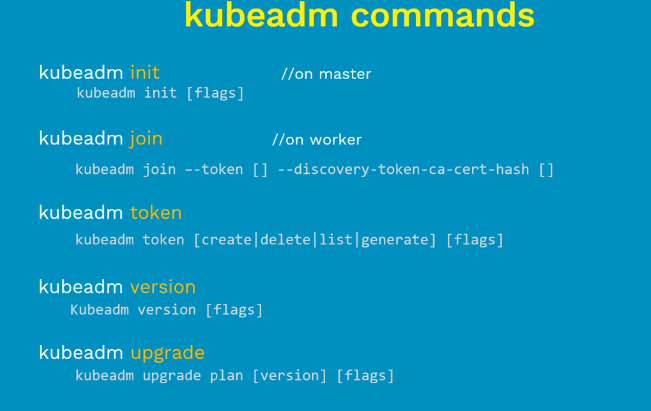 kubeadm commands
kubeadm init //on master
kubeadm init [flags]
kubeadm join //on worker
kubeadm join –-token [] --discovery-token-ca-cert-hash []
kubeadm token
kubeadm token [create|delete|list|generate] [flags]
kubeadm version
Kubeadm version [flags]
kubeadm upgrade
kubeadm upgrade plan [version] [flags]